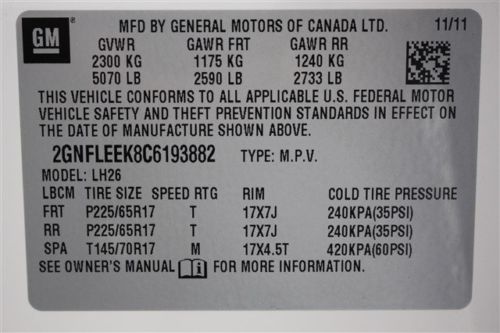 GM
MFD BY GENERAL MOTORS OF CANADA LTD. 11/11
GVWR GAWR FRT GAWR RR
2300 KG 1175 KG 1240 KG
5070 LB 2590 LB 2733 LB
THIS VEHICLE CONFORMS TO ALL APPLICABLE U.S. FEDERAL MOTOR
VEHICLE SAFETY AND THEFT PREVENTION STANDARDS IN EFFECT ON
THE DATE OF MANUFACTURE SHOWN ABOVE.
2GNFLEEK8C6193882 TYPE: M.P.V.
MODEL: LH26
LBCM TIRE SIZE SPEED RTG RIM COLD TIRE PRESSURE
FRT P225/65R17 T 17X7J 240KPA(35PSI)
RR P225/65R17 T 17X7J 240KPA(35PSI)
SPA T145/70R17 M 17X4.5T 420KPA(60PSI)
SEE OWNER'S MANUAL FOR MORE INFORMATION.